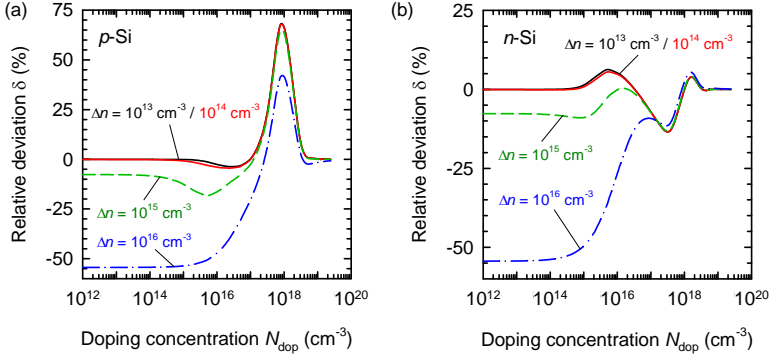 (a)
p-Si
Δn = 10^13 cm^-3 / 10^14 cm^-3
Δn = 10^15 cm^-3
Δn = 10^16 cm^-3
Relative deviation δ (%)
75
50
25
0
-25
-50
10^12 10^14 10^16 10^18 10^20
Doping concentration N_dop (cm^-3)
(b)
n-Si
Δn = 10^13 cm^-3 / 10^14 cm^-3
Δn = 10^15 cm^-3
Δn = 10^16 cm^-3
Relative deviation δ (%)
25
0
-25
-50
10^12 10^14 10^16 10^18 10^20
Doping concentration N_dop (cm^-3)